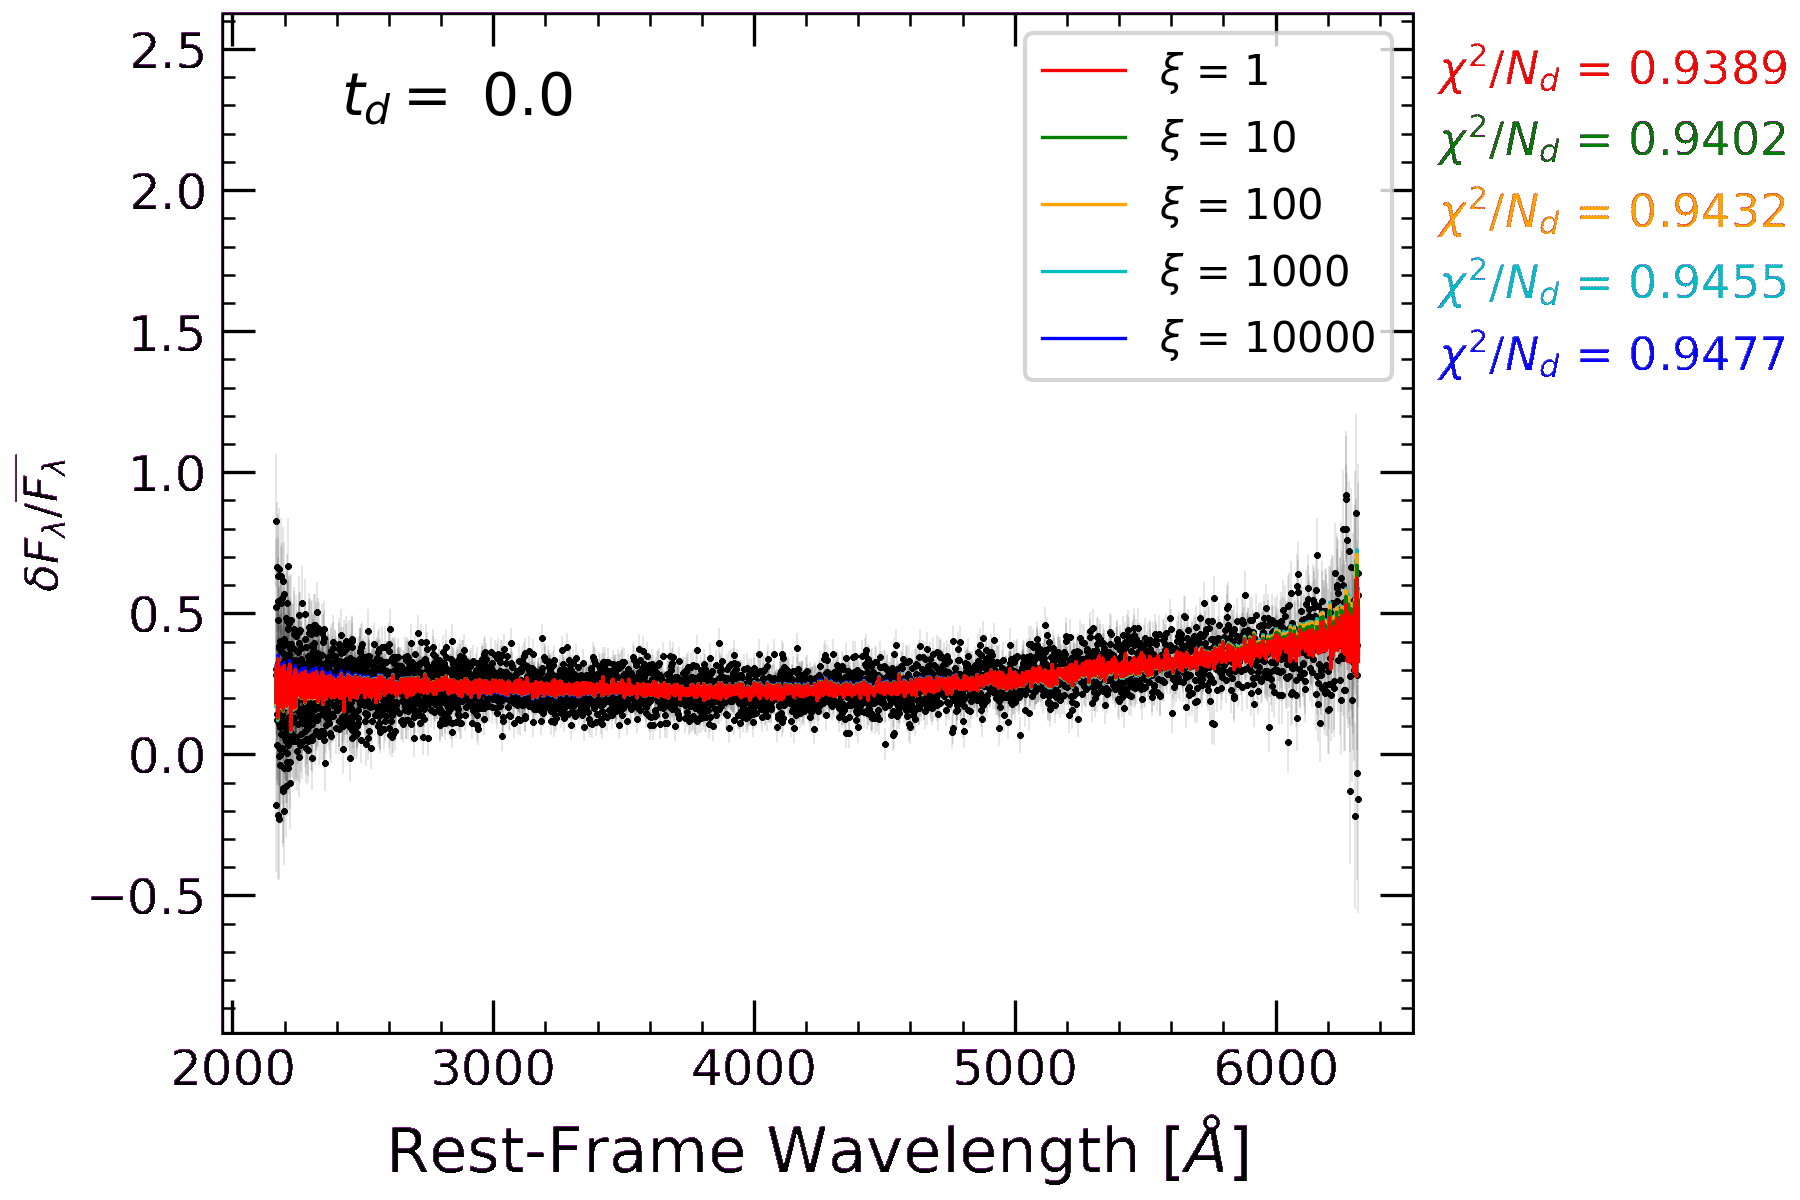 2.5
2.0
1.5
1.0
0.5
0.0
−0.5
δF_λ/\overline{F_λ}
t_d = 0.0
ξ = 1
ξ = 10
ξ = 100
ξ = 1000
ξ = 10000
χ²/N_d = 0.9389
χ²/N_d = 0.9402
χ²/N_d = 0.9432
χ²/N_d = 0.9455
χ²/N_d = 0.9477
2000 3000 4000 5000 6000
Rest-Frame Wavelength [Å]